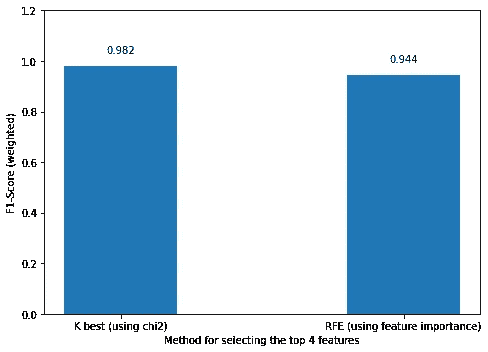 1.2
1.0
0.8
0.6
0.4
0.2
0.0
F1-Score (weighted)
0.982
0.944
K best (using chi2)
RFE (using feature importance)
Method for selecting the top 4 features